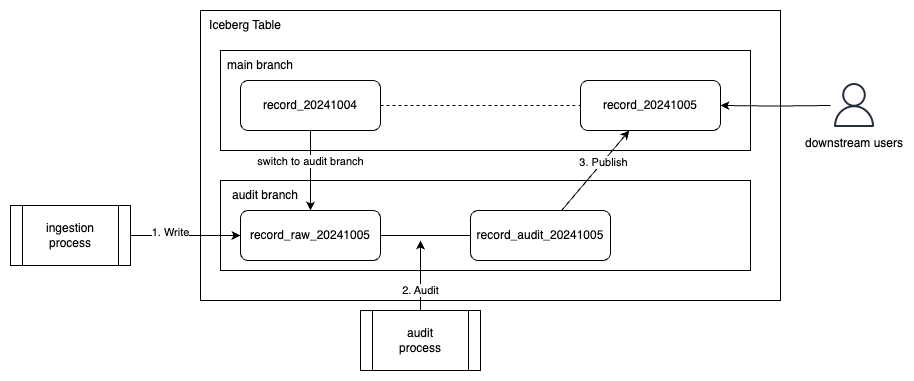 Iceberg Table
main branch
record_20241004
record_20241005
downstream users
switch to audit branch
3. Publish
audit branch
ingestion
process
1. Write
record_raw_20241005
record_audit_20241005
2. Audit
audit
process